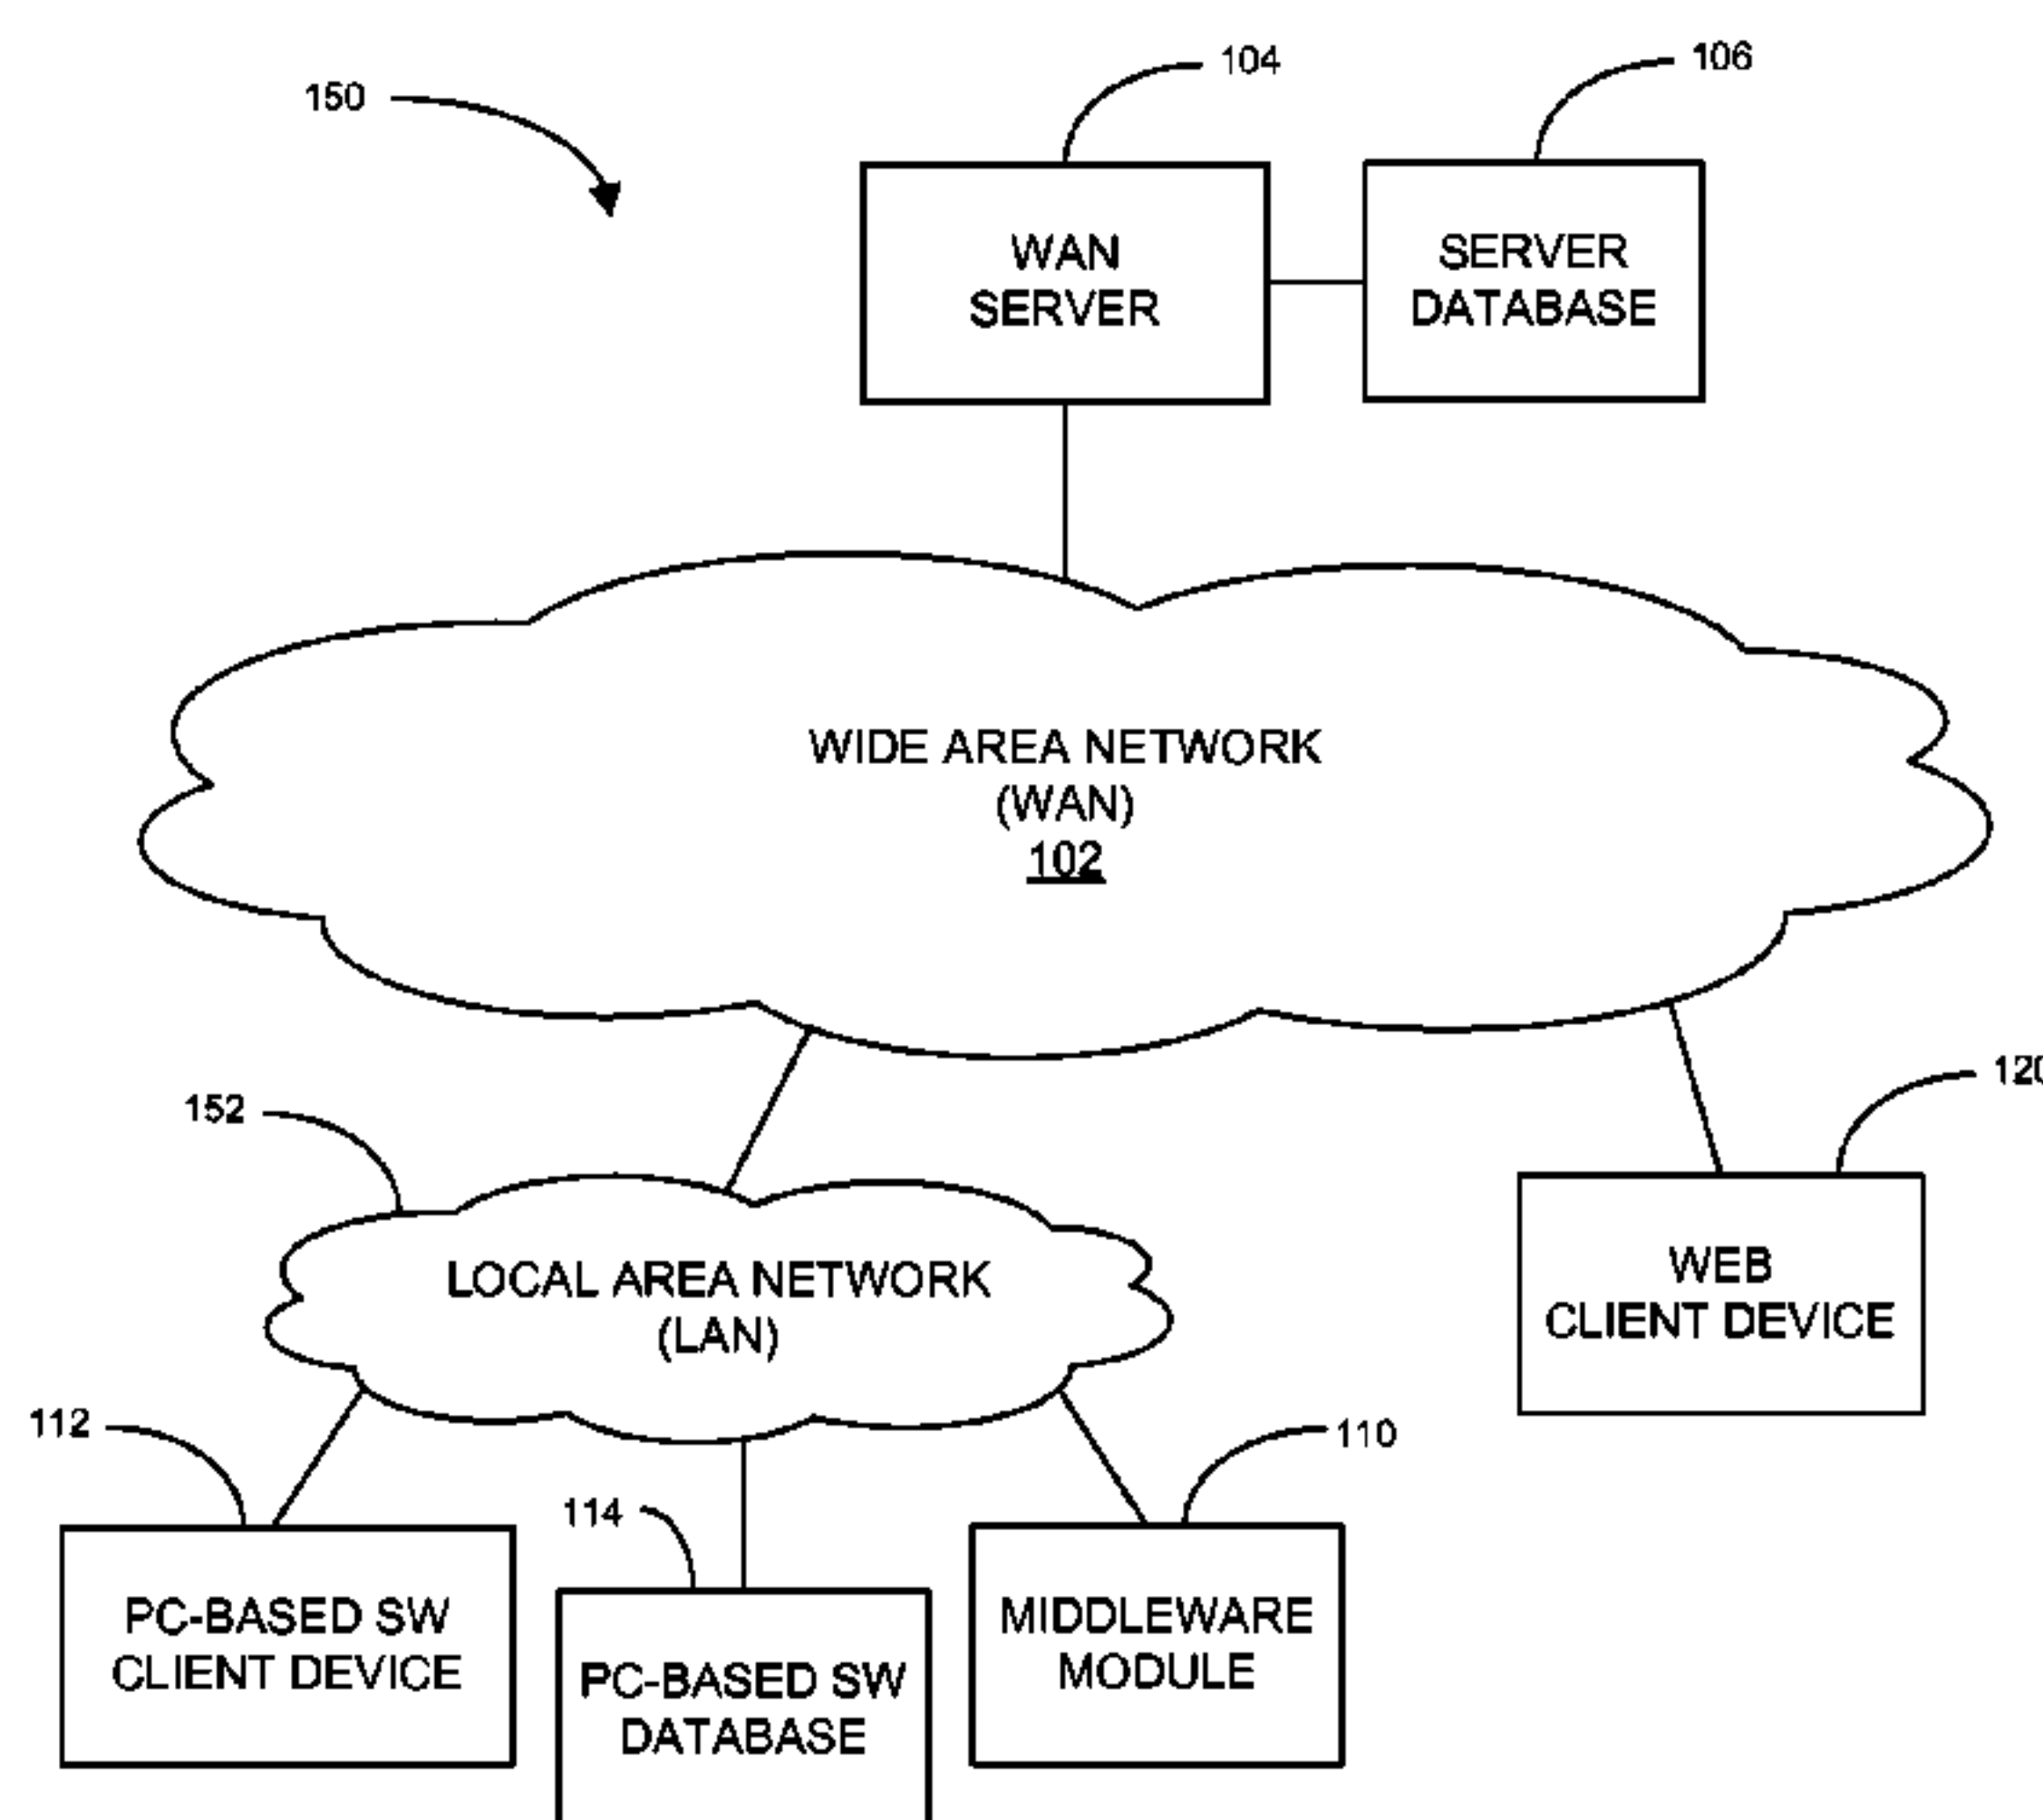 150
104
106
WAN
SERVER
SERVER
DATABASE
WIDE AREA NETWORK
(WAN)
102
152
120
LOCAL AREA NETWORK
(LAN)
WEB
CLIENT DEVICE
112
114
110
PC-BASED SW
CLIENT DEVICE
PC-BASED SW
DATABASE
MIDDLEWARE
MODULE